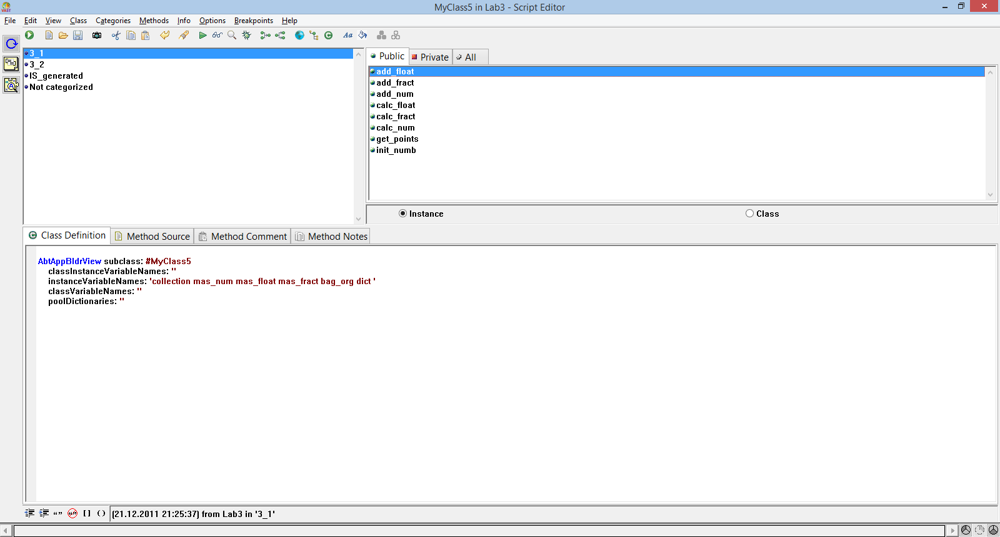 MyClass5 in Lab3 - Script Editor
VAST
File Edit View Class Categories Methods Info Options Breakpoints Help
3_1
3_2
IS_generated
Not categorized
Public Private All
add_float
add_fract
add_num
calc_float
calc_fract
calc_num
get_points
init_numb
Instance Class
Class Definition Method Source Method Comment Method Notes
AbtAppBldrView subclass: #MyClass5
classInstanceVariableNames: ''
instanceVariableNames: 'collection mas_num mas_float mas_fract bag_org dict '
classVariableNames: ''
poolDictionaries: ''
[] () (21.12.2011 21:25:37) from Lab3 in '3_1'